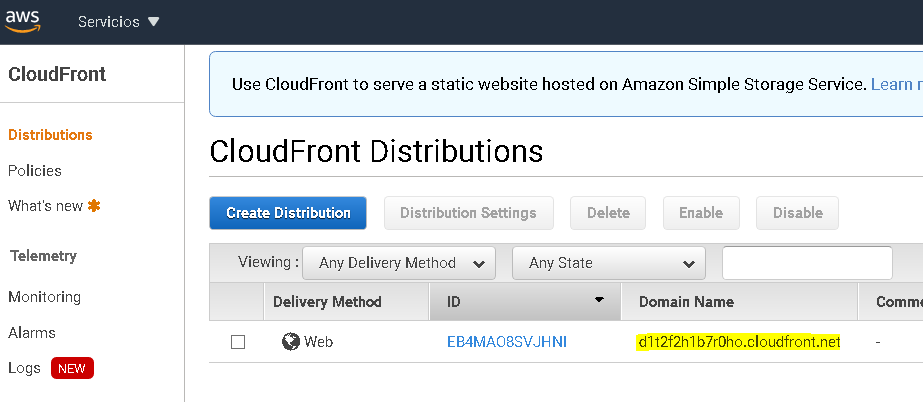 aws Servicios
CloudFront
Distributions
Policies
What's new
Telemetry
Monitoring
Alarms
Logs NEW
Use CloudFront to serve a static website hosted on Amazon Simple Storage Service. Learn
CloudFront Distributions
Create Distribution Distribution Settings Delete Enable Disable
Viewing : Any Delivery Method Any State
Delivery Method ID Domain Name Comme
Web EB4MAO8SVJHNI d1t2f2h1b7r0ho.cloudfront.net -